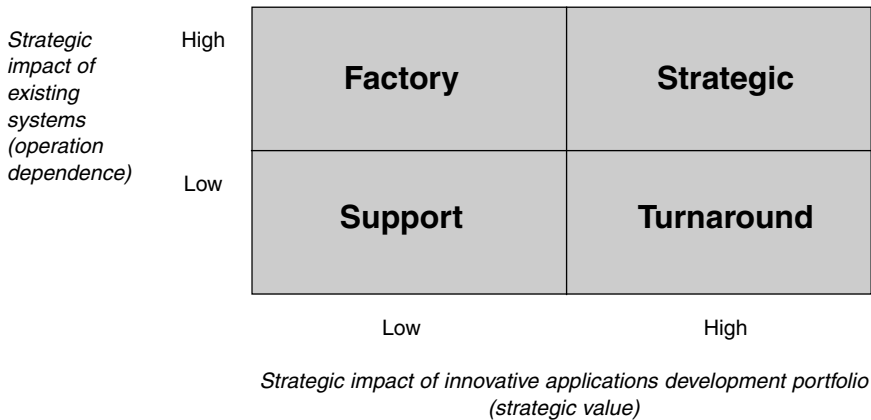 Strategic
impact of
existing
systems
(operation
dependence)
High
Factory
Strategic
Low
Support
Turnaround
Low
High
Strategic impact of innovative applications development portfolio
(strategic value)